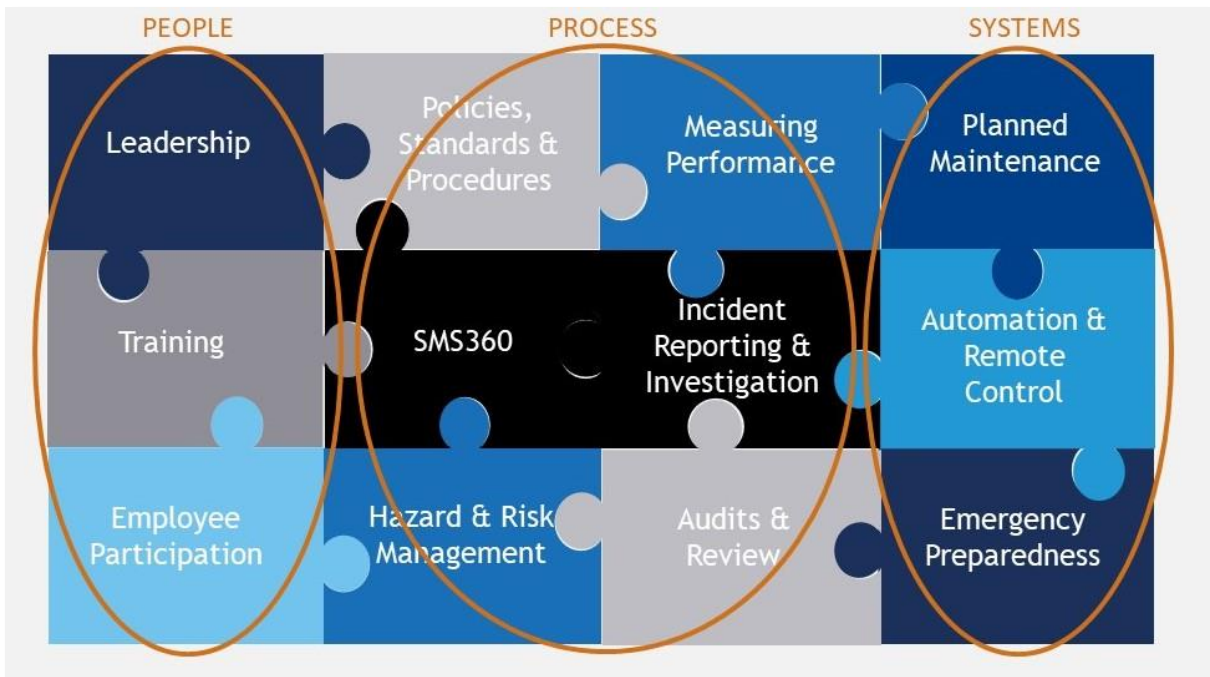 PEOPLE
PROCESS
SYSTEMS
Leadership
Policies,
Standards &
Procedures
Measuring
Performance
Planned
Maintenance
Training
SMS360
Incident
Reporting &
Investigation
Automation &
Remote
Control
Employee
Participation
Hazard & Risk
Management
Audits &
Review
Emergency
Preparedness